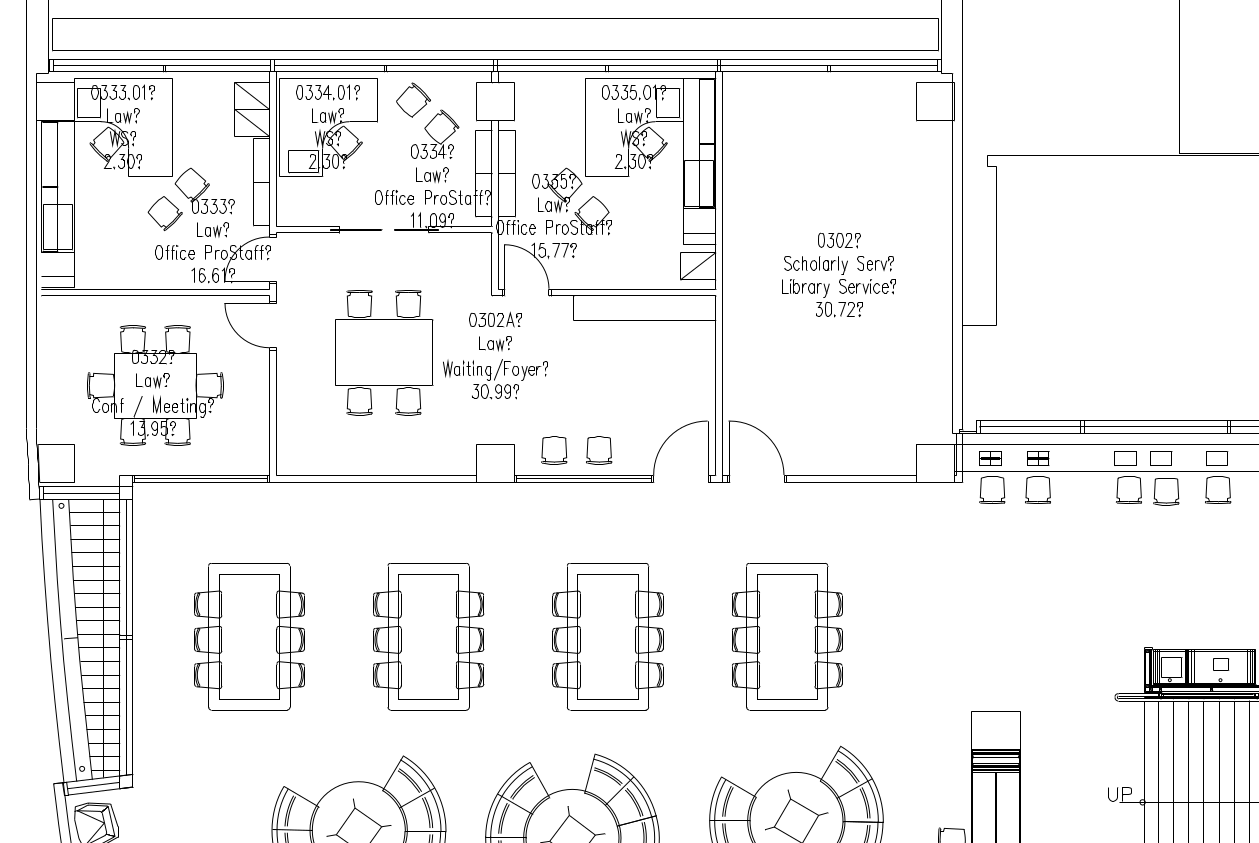 0333.01?
Law?
WS?
2.30?
0334.01?
Law?
WS?
2.30?
0335.01?
Law?
WS?
2.30?
0334?
Law?
Office ProStaff?
11.09?
0335?
Law?
Office ProStaff?
15.77?
0333?
Law?
Office ProStaff?
16.61?
0302?
Scholarly Serv?
Library Service?
30.72?
0302A?
Law?
Waiting/Foyer?
30.99?
0332?
Law?
Conf / Meeting?
13.95?
UP